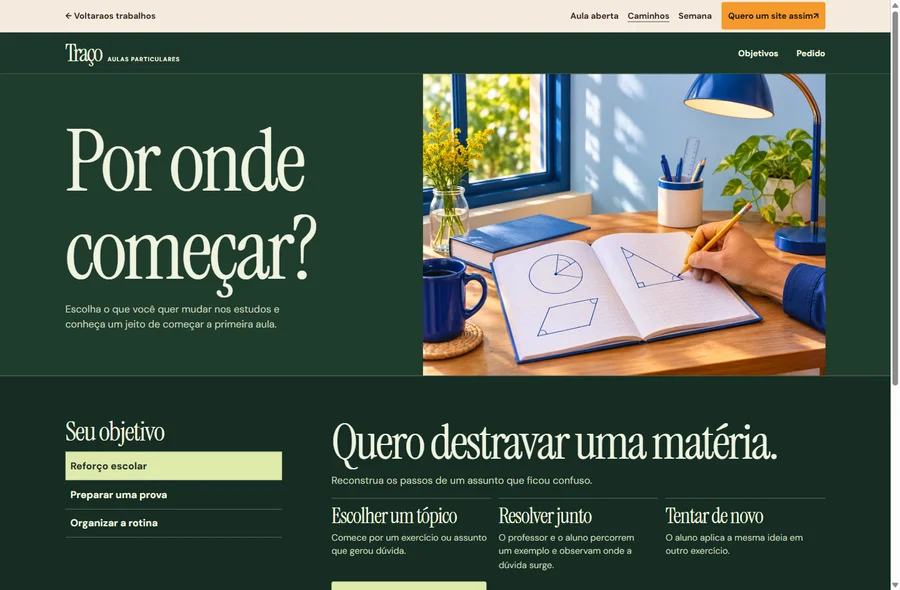 ← Voltaraos trabalhos
Aula aberta Caminhos Semana Quero um site assim↗
Traço AULAS PARTICULARES
Objetivos Pedido
Por onde
começar?
Escolha o que você quer mudar nos estudos e
conheça um jeito de começar a primeira aula.
Seu objetivo
Reforço escolar
Preparar uma prova
Organizar a rotina
Quero destravar uma matéria.
Reconstrua os passos de um assunto que ficou confuso.
Escolher um tópico
Comece por um exercício ou assunto
que gerou dúvida.
Resolver junto
O professor e o aluno percorrem
um exemplo e observam onde a
dúvida surge.
Tentar de novo
O aluno aplica a mesma ideia em
outro exercício.